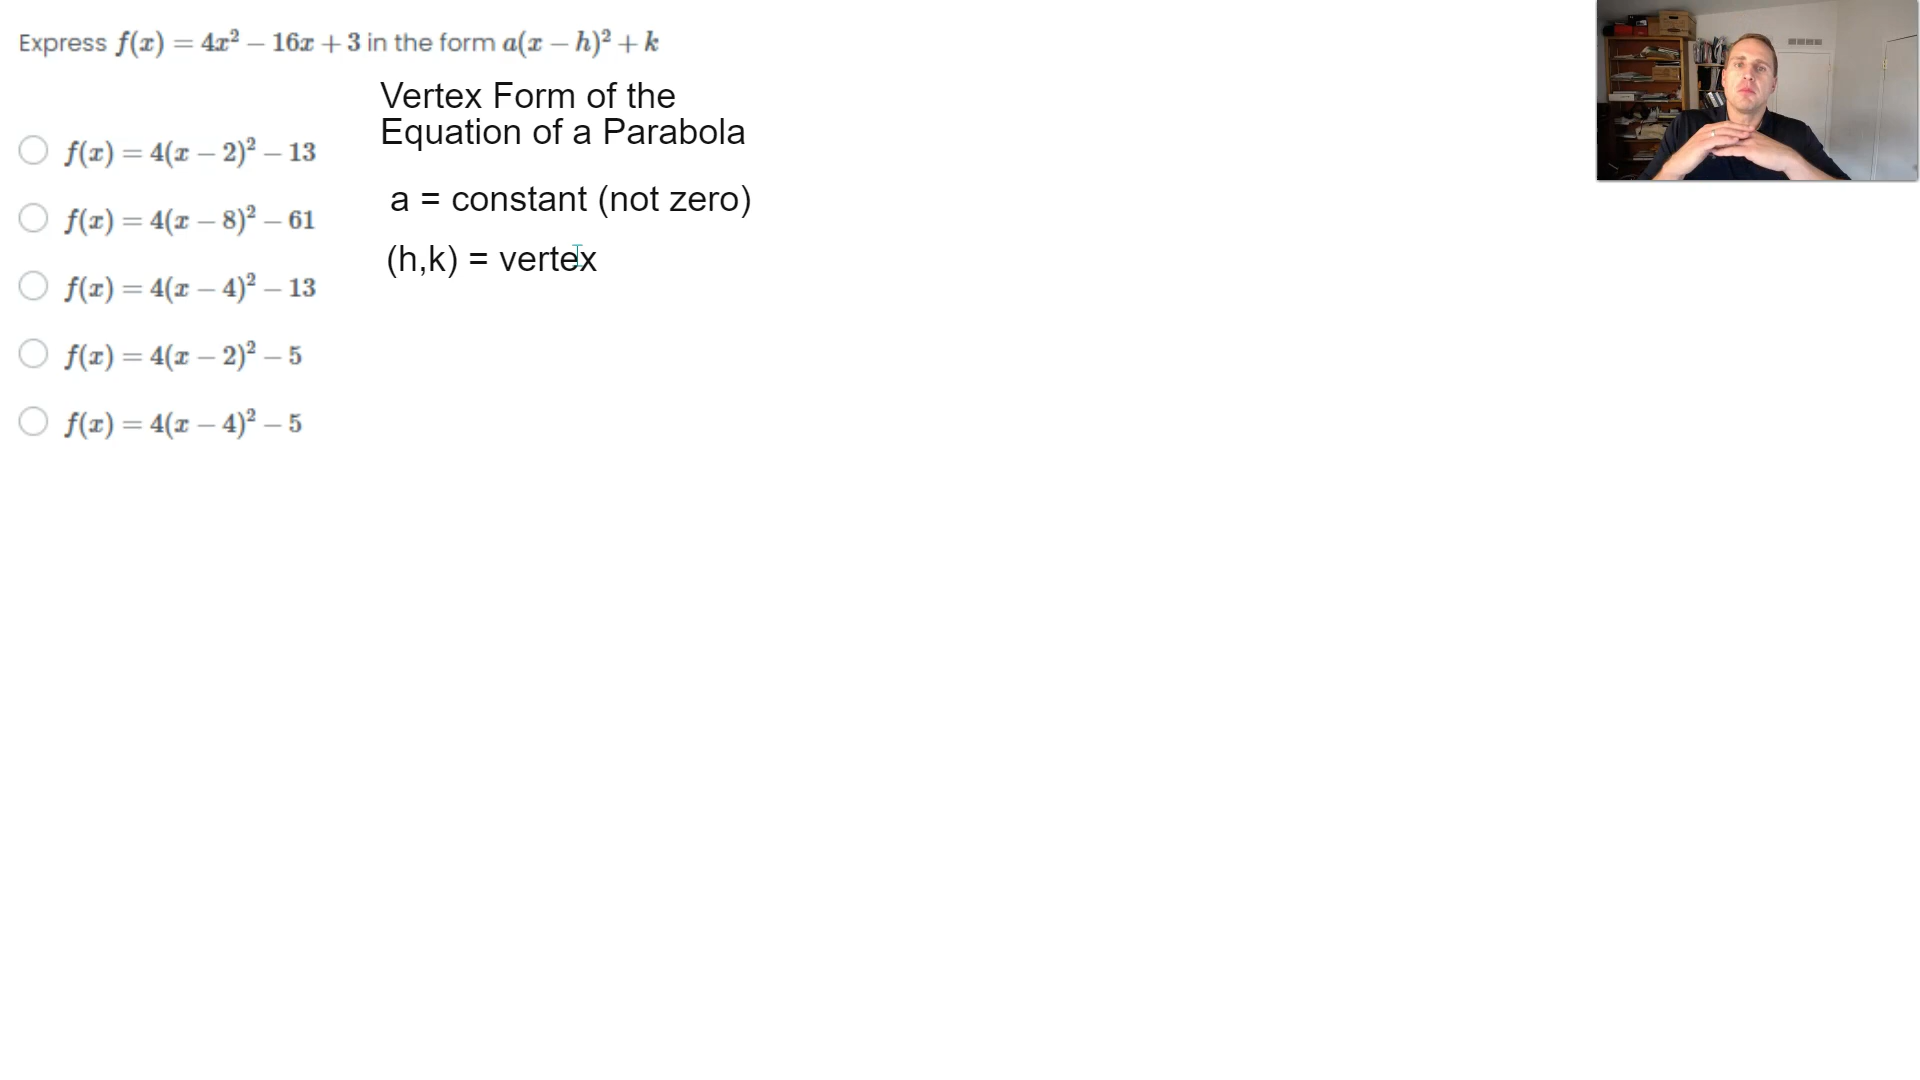 Express f(x) = 4x² − 16x + 3 in the form a(x − h)² + k
Vertex Form of the
Equation of a Parabola
f(x) = 4(x − 2)² − 13
a = constant (not zero)
f(x) = 4(x − 8)² − 61
(h,k) = vertex
f(x) = 4(x − 4)² − 13
f(x) = 4(x − 2)² − 5
f(x) = 4(x − 4)² − 5